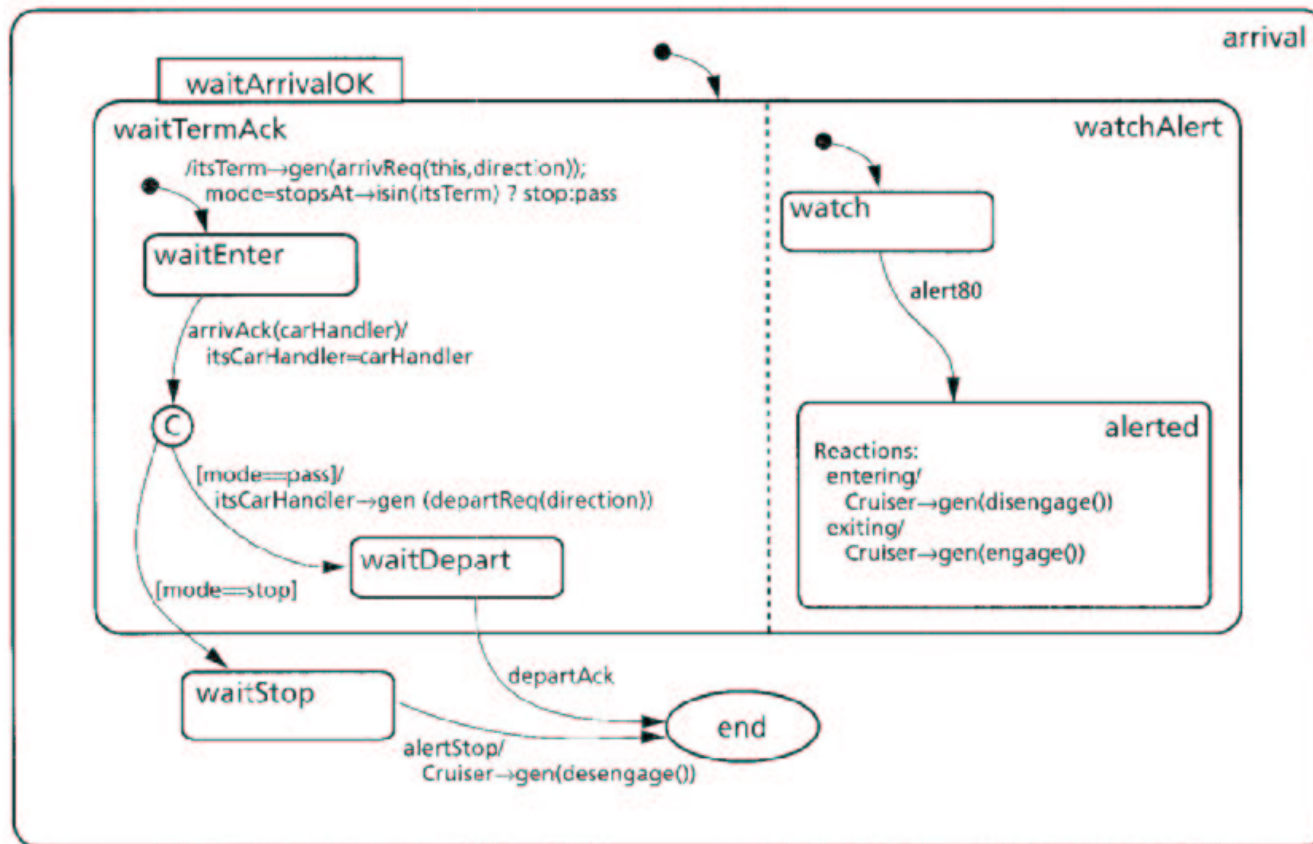 arrival
waitArrivalOK
waitTermAck
/itsTerm→gen(arrivReq(this,direction));
mode=stopsAt→isin(itsTerm) ? stop:pass
waitEnter
arrivAck(carHandler)/
itsCarHandler=carHandler
C
[mode==pass]/
itsCarHandler→gen (departReq(direction))
waitDepart
[mode==stop]
watchAlert
watch
alert80
alerted
Reactions:
entering/
Cruiser→gen(disengage())
exiting/
Cruiser→gen(engage())
waitStop
departAck
end
alertStop/
Cruiser→gen(desengage())